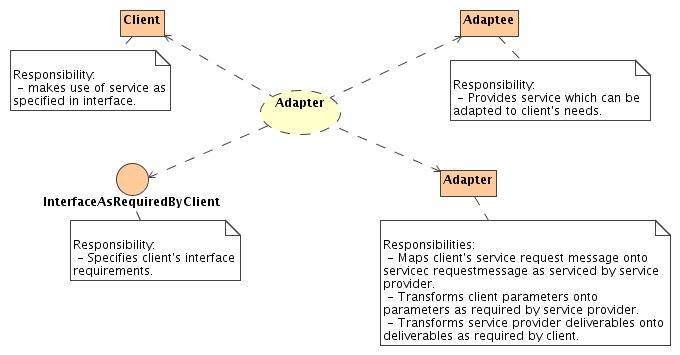 Client
Adaptee
Responsibility:
- makes use of service as
specified in interface.
Responsibility:
- Provides service which can be
adapted to client's needs.
Adapter
InterfaceAsRequiredByClient
Adapter
Responsibility:
- Specifies client's interface
requirements.
Responsibilities:
- Maps client's service request message onto
servicec requestmessage as serviced by service
provider.
- Transforms client parameters onto
parameters as required by service provider.
- Transforms service provider deliverables onto
deliverables as required by client.